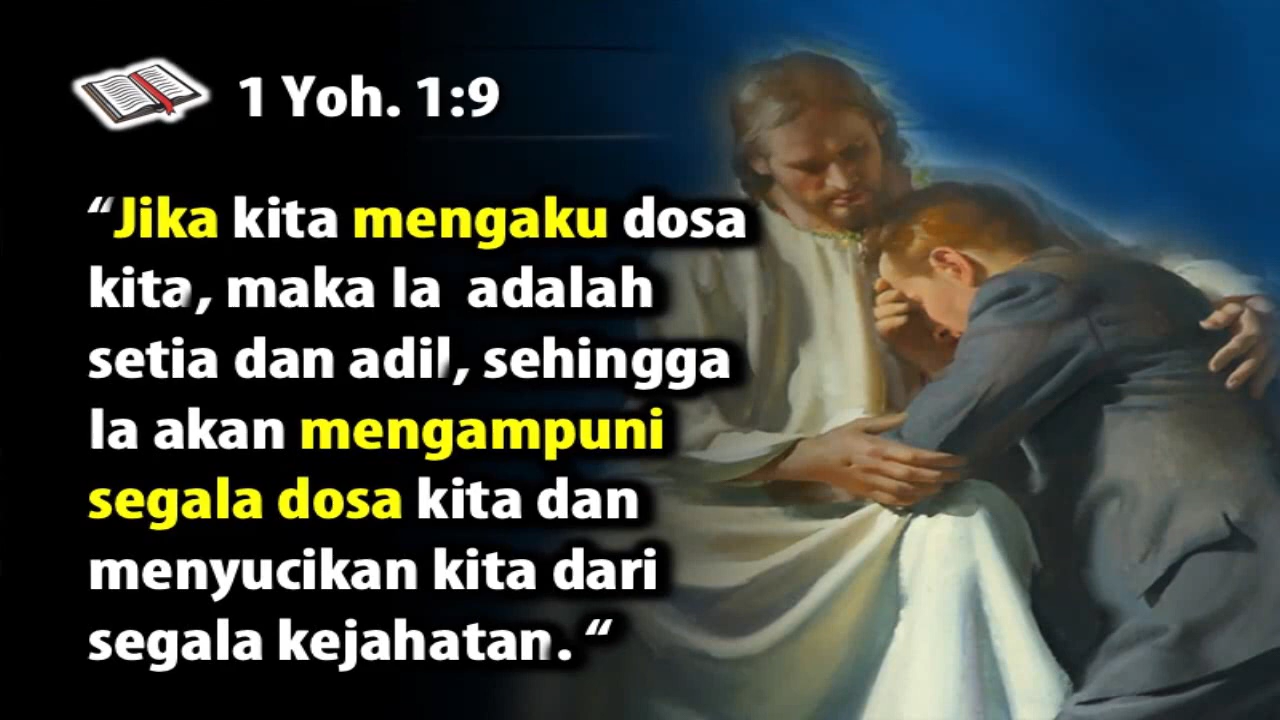 1 Yoh. 1:9
“Jika kita mengaku dosa
kita, maka Ia adalah
setia dan adil, sehingga
Ia akan mengampuni
segala dosa kita dan
menyucikan kita dari
segala kejahatan. “